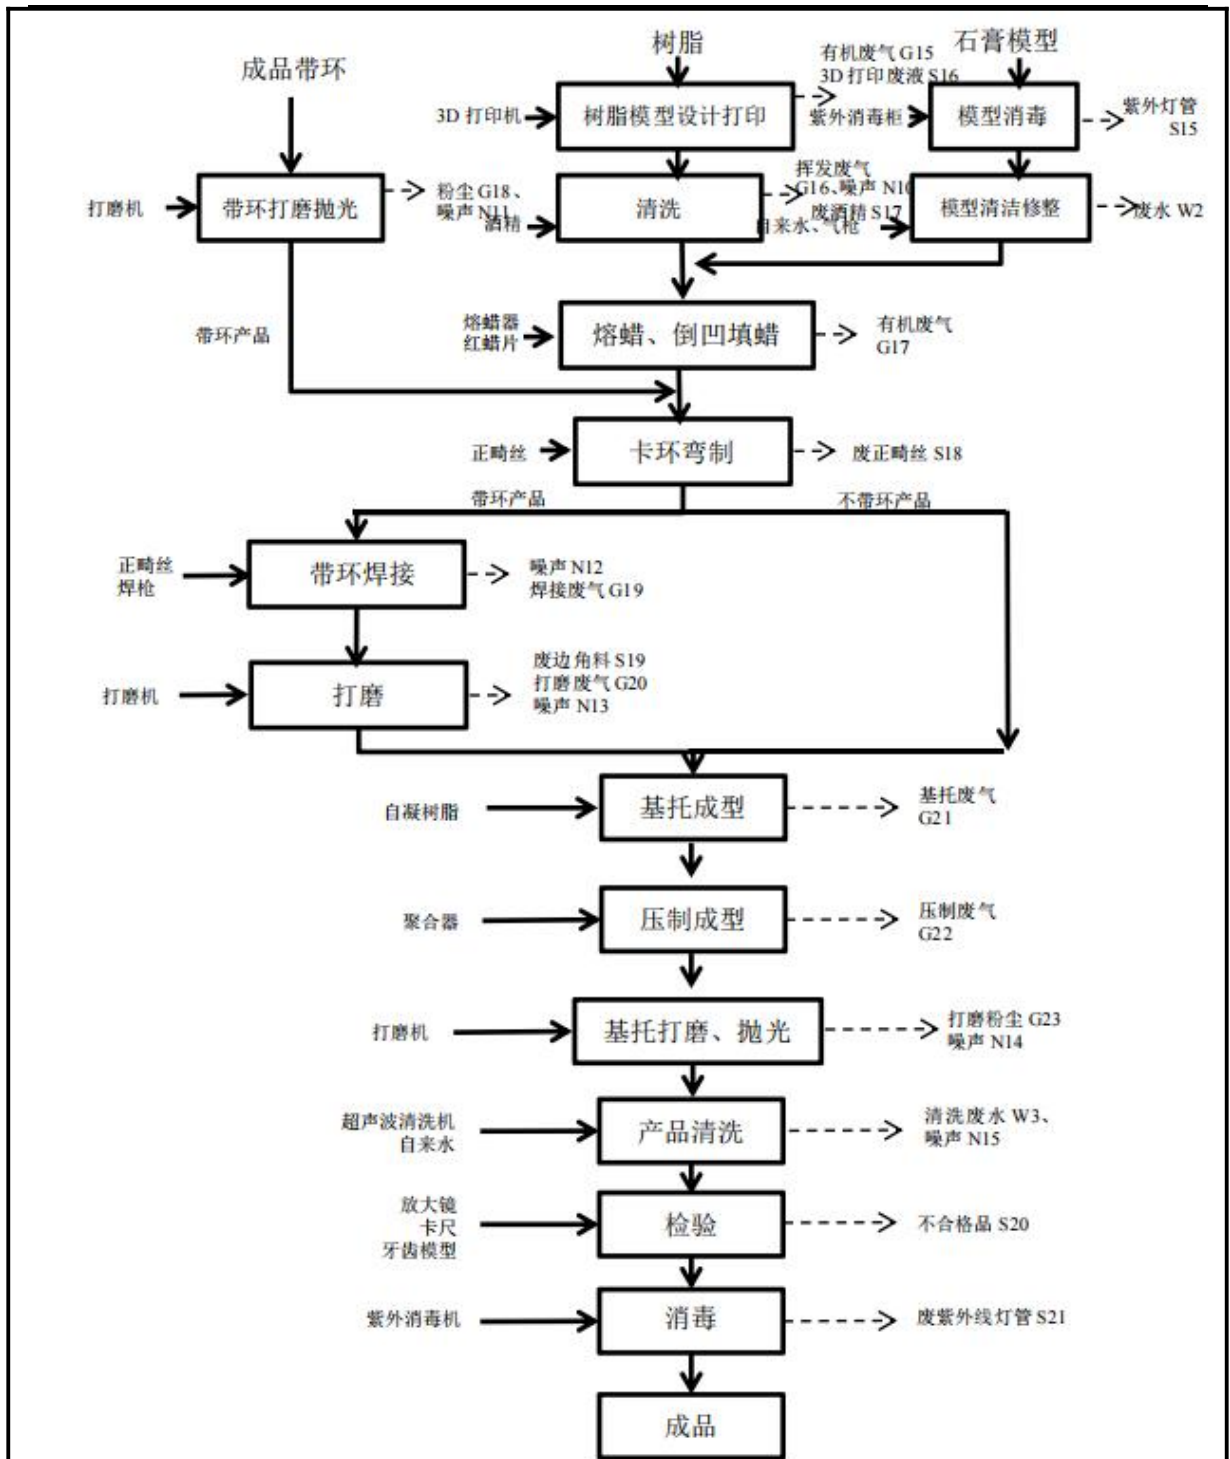 树脂
石膏模型
成品带环
有机废气 G15
3D 打印废液 S16
3D 打印机
树脂模型设计打印
紫外消毒柜
模型消毒
紫外灯管
S15
打磨机
带环打磨抛光
粉尘 G18、
噪声 N11
酒精
清洗
挥发废气
G16、噪声 N10
废酒精 S17
自来水、气枪
模型清洁修整
废水 W2
带环产品
熔蜡器
红蜡片
熔蜡、倒凹填蜡
有机废气
G17
正畸丝
卡环弯制
废正畸丝 S18
带环产品
不带环产品
正畸丝
焊枪
带环焊接
噪声 N12
焊接废气 G19
打磨机
打磨
废边角料 S19
打磨废气 G20
噪声 N13
自凝树脂
基托成型
基托废气
G21
聚合器
压制成型
压制废气
G22
打磨机
基托打磨、抛光
打磨粉尘 G23
噪声 N14
超声波清洗机
自来水
产品清洗
清洗废水 W3、
噪声 N15
放大镜
卡尺
牙齿模型
检验
不合格品 S20
紫外消毒机
消毒
废紫外线灯管 S21
成品